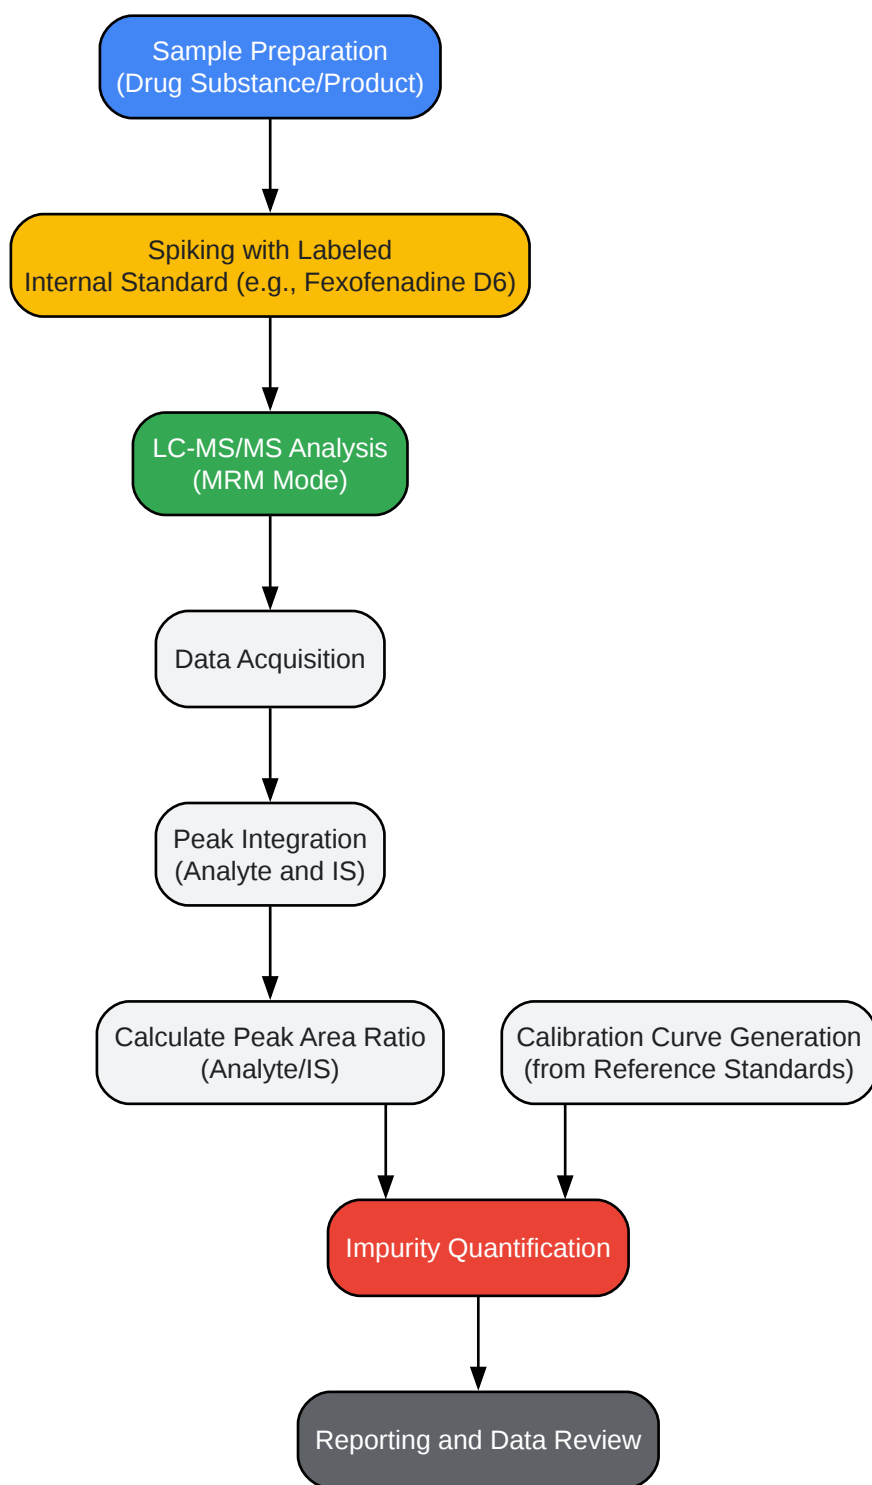 Sample Preparation
(Drug Substance/Product)
Spiking with Labeled
Internal Standard (e.g., Fexofenadine D6)
LC-MS/MS Analysis
(MRM Mode)
Data Acquisition
Peak Integration
(Analyte and IS)
Calculate Peak Area Ratio
(Analyte/IS)
Calibration Curve Generation
(from Reference Standards)
Impurity Quantification
Reporting and Data Review